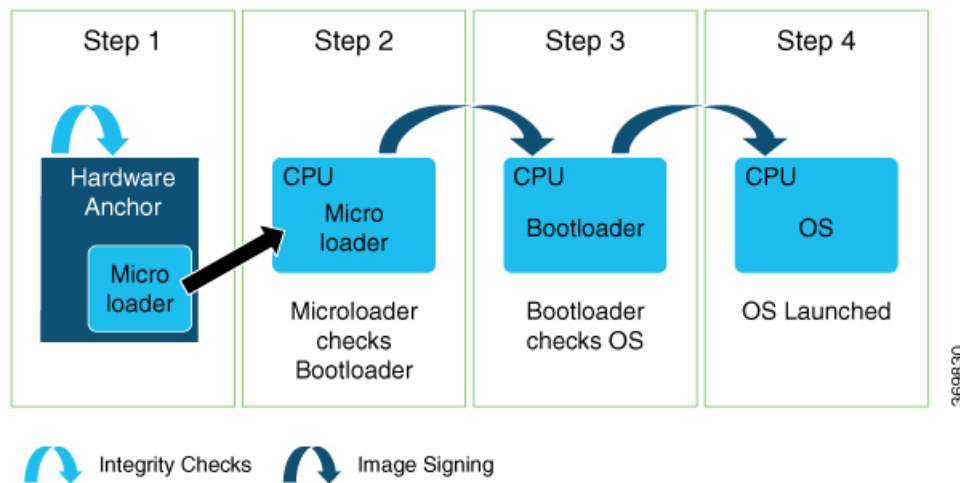 Step 1
Hardware
Anchor
Micro
loader
Step 2
CPU
Micro
loader
Microloader
checks
Bootloader
Step 3
CPU
Bootloader
Bootloader
checks OS
Step 4
CPU
OS
OS Launched
369830
Integrity Checks
Image Signing